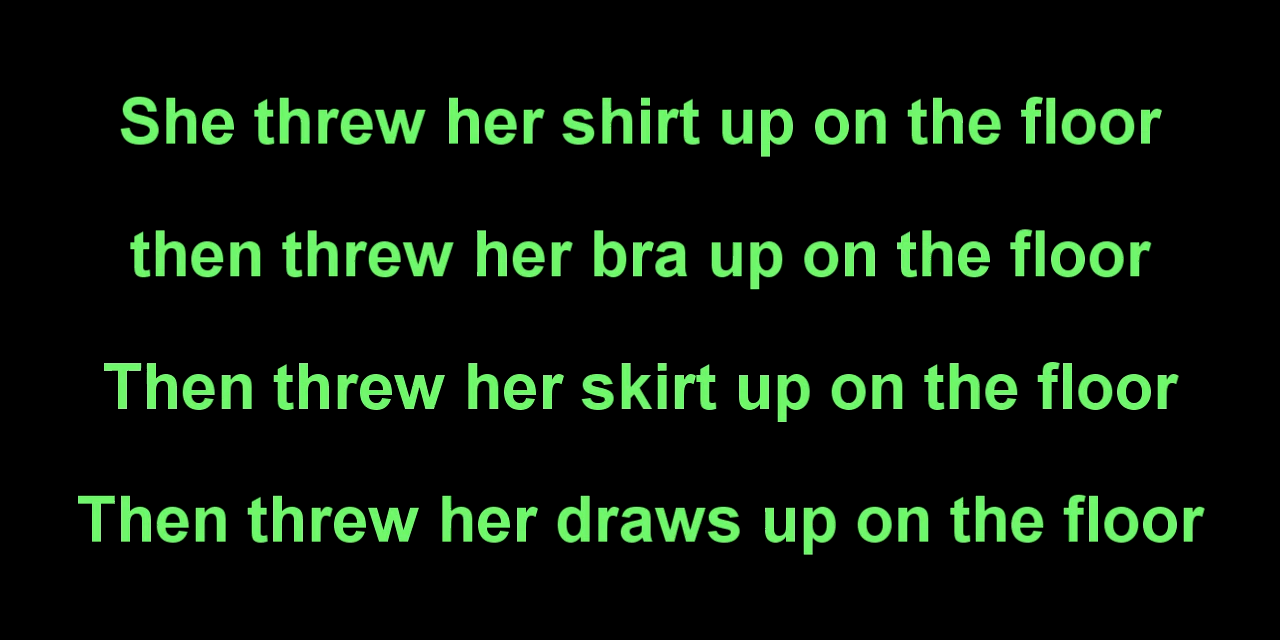 She threw her shirt up on the floor
then threw her bra up on the floor
Then threw her skirt up on the floor
Then threw her draws up on the floor